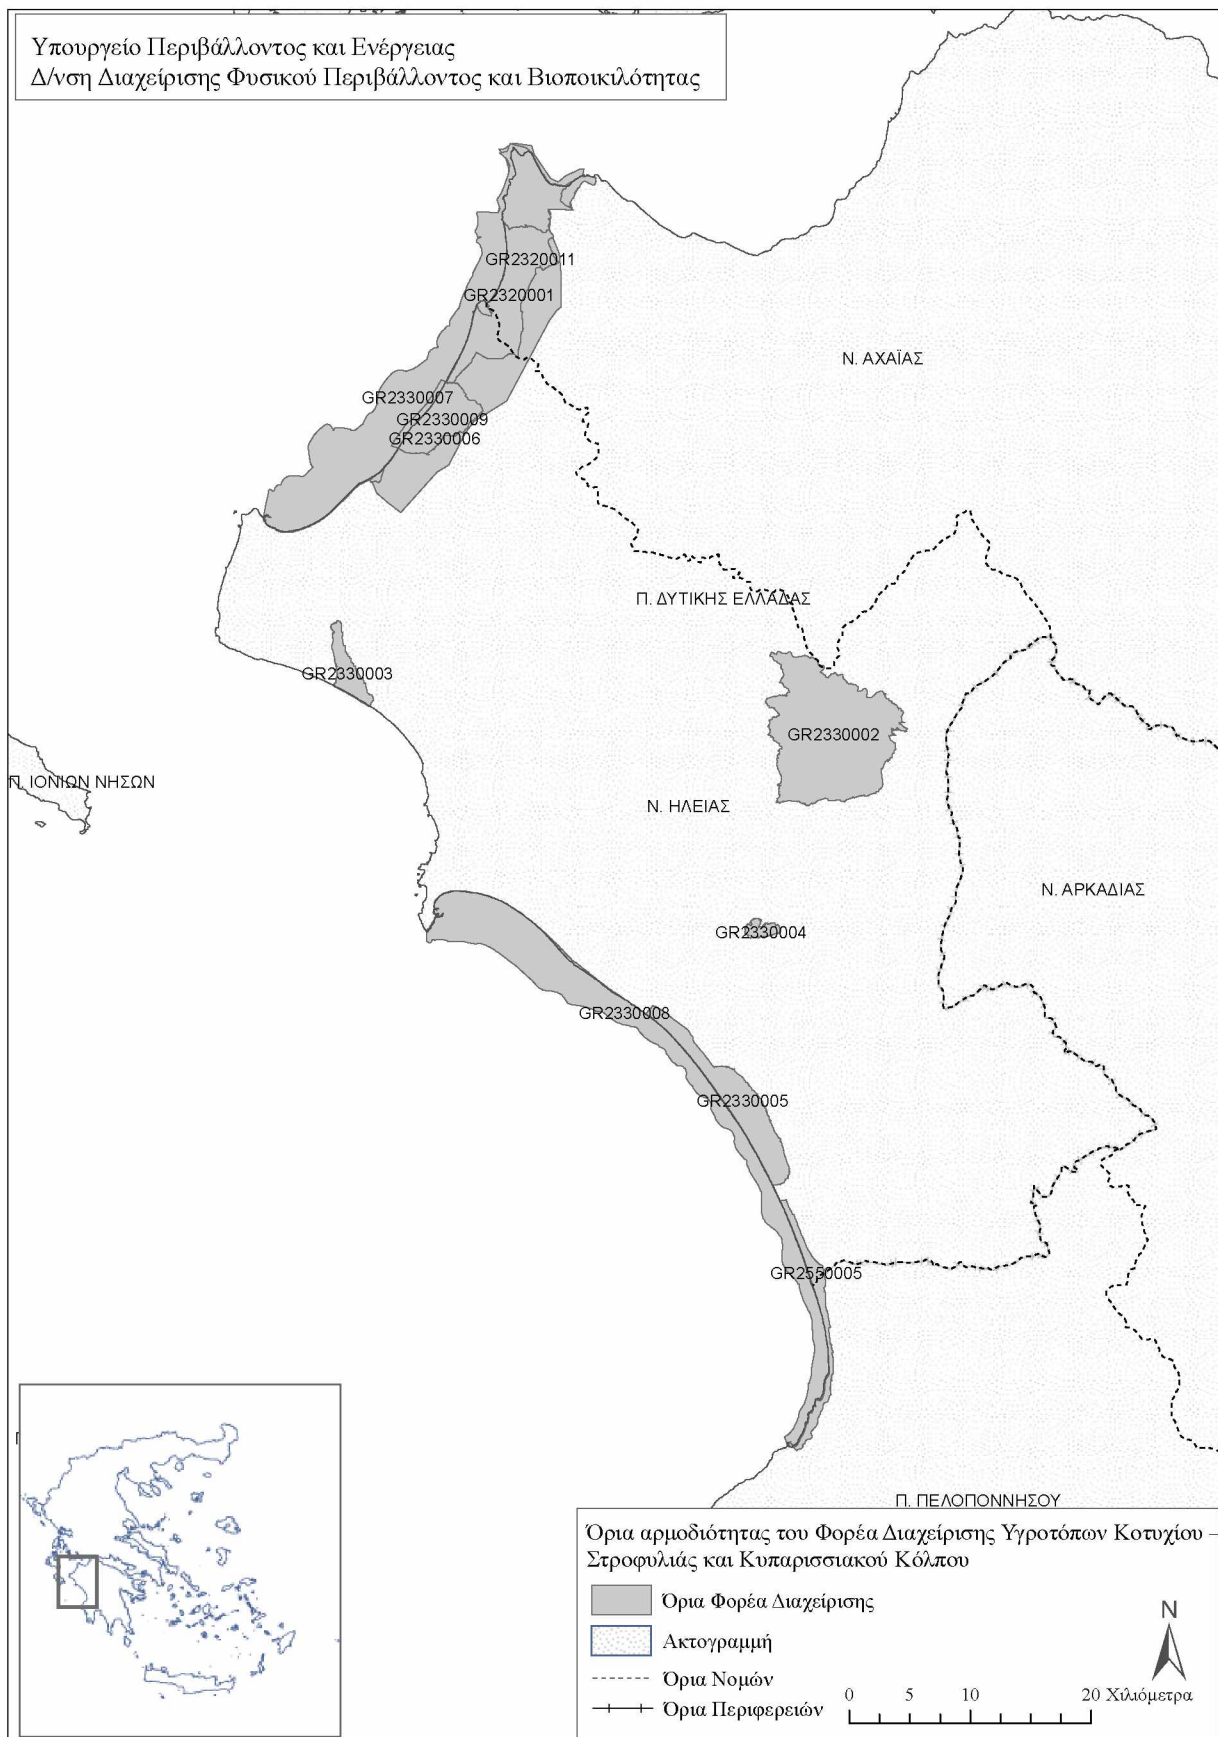 Υπουργείο Περιβάλλοντος και Ενέργειας
Δ/νση Διαχείρισης Φυσικού Περιβάλλοντος και Βιοποικιλότητας
GR2320011
GR2320001
Ν. ΑΧΑΪΑΣ
GR2330007
GR2330009
GR2330006
Π. ΔΥΤΙΚΗΣ ΕΛΛΑΔΑΣ
GR2330003
GR2330002
Π. ΙΟΝΙΩΝ ΝΗΣΩΝ
Ν. ΗΛΕΙΑΣ
Ν. ΑΡΚΑΔΙΑΣ
GR2330004
GR2330008
GR2330005
GR2550005
Π. ΠΕΛΟΠΟΝΝΗΣΟΥ
Όρια αρμοδιότητας του Φορέα Διαχείρισης Υγροτόπων Κοτυχίου –
Στροφυλιάς και Κυπαρισσιακού Κόλπου
Όρια Φορέα Διαχείρισης
Ακτογραμμή
Όρια Νομών
Όρια Περιφερειών
N
0 5 10 20 Χιλιόμετρα